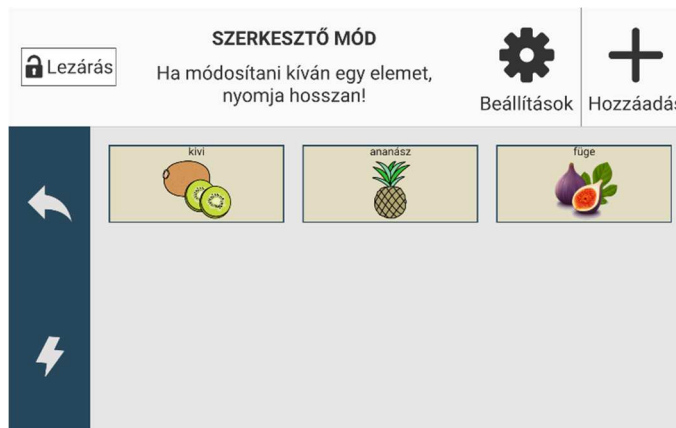 SZERKESZTŐ MÓD
Lezárás
Ha módosítani kíván egy elemet,
nyomja hosszan!
Beállítások
Hozzáadás
kivi
ananász
füge